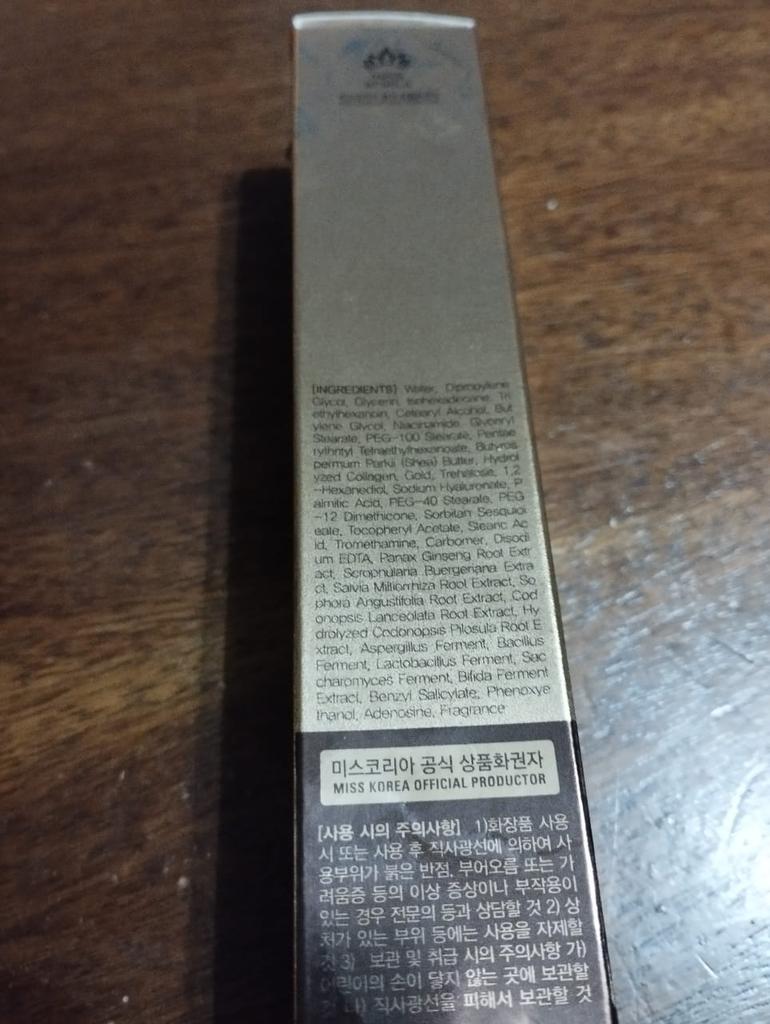 [INGREDIENTS] Water, Dipropylene
Glycol, Glycerin, Isohexadecane, Tri
ethylhexanoin, Cetearyl Alcohol, But
ylene Glycol, Niacinamide, Glyceryl
Stearate, PEG-100 Stearate, Pentae
rythrityl Tetraethylhexanoate, Butyros
permum Parkii (Shea) Butter, Hydrol
yzed Collagen, Gold, Trehalose, 1,2
-Hexanediol, Sodium Hyaluronate, P
almitic Acid, PEG-40 Stearate, PEG
-12 Dimethicone, Sorbitan Sesquiol
eate, Tocopheryl Acetate, Stearic Ac
id, Tromethamine, Carbomer, Disodi
um EDTA, Panax Ginseng Root Extr
act, Scrophularia Buergeriana Extra
ct, Salvia Miltiorrhiza Root Extract, So
phora Angustifolia Root Extract, Cod
onopsis Lanceolata Root Extract, Hy
drolyzed Codonopsis Pilosula Root E
xtract, Aspergillus Ferment, Bacillus
Ferment, Lactobacillus Ferment, Sac
charomyces Ferment, Bifida Ferment
Extract, Benzyl Salicylate, Phenoxye
thanol, Adenosine, Fragrance
미스코리아 공식 상품화권자
MISS KOREA OFFICIAL PRODUCTOR
[사용 시의 주의사항] 1)화장품 사용
시 또는 사용 후 직사광선에 의하여 사
용부위가 붉은 반점, 부어오름 또는 가
려움증 등의 이상 증상이나 부작용이
있는 경우 전문의 등과 상담할 것 2) 상
처가 있는 부위 등에는 사용을 자제할
것 3) 보관 및 취급 시의 주의사항 가)
어린이의 손이 닿지 않는 곳에 보관할
것 나) 직사광선을 피해서 보관할 것